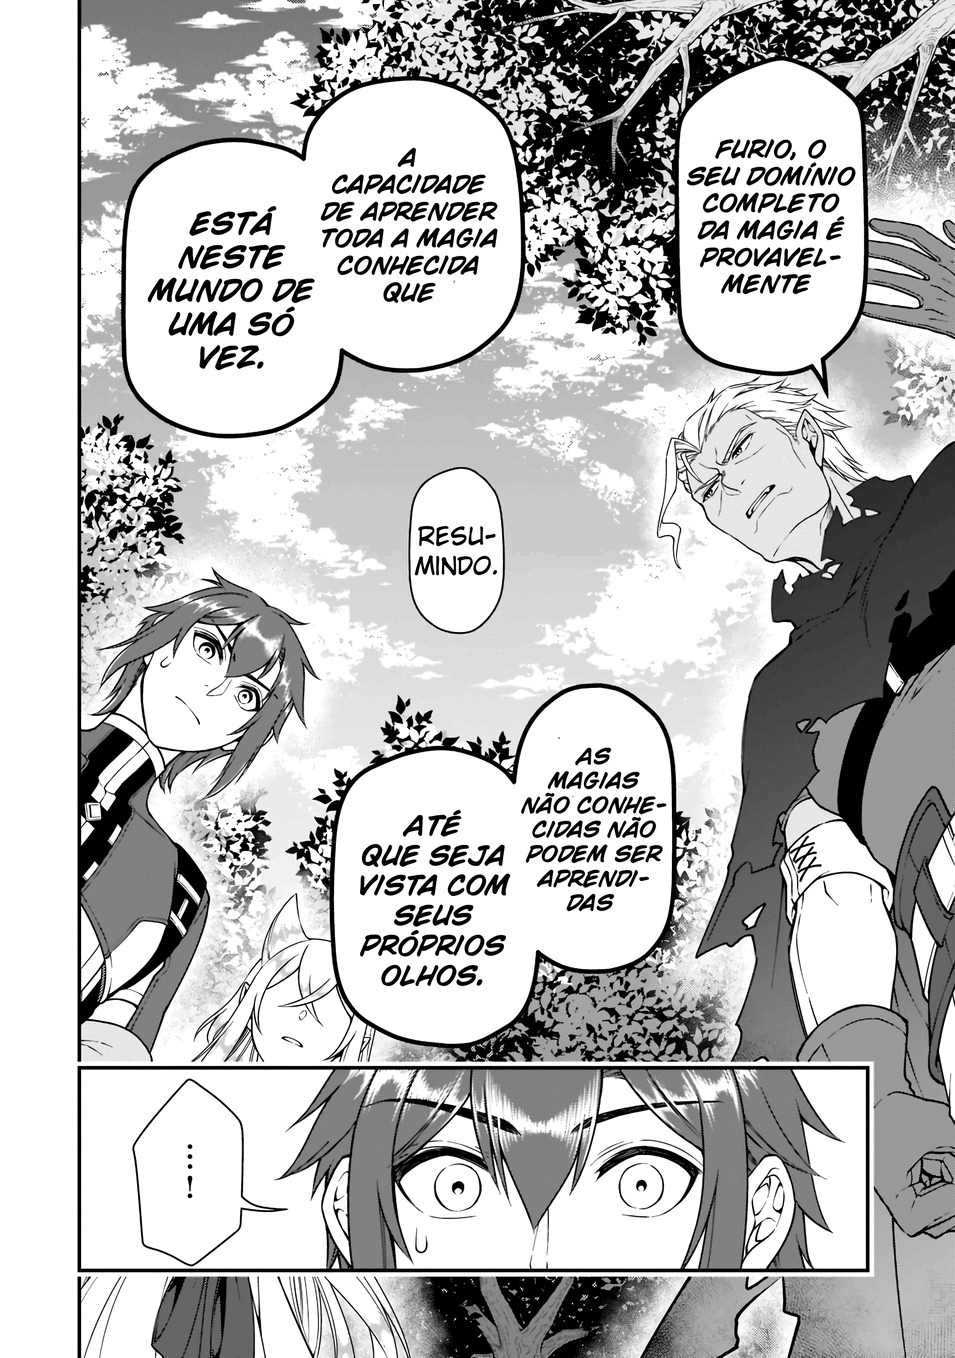 FURIO, O
SEU DOMÍNIO
COMPLETO
DA MAGIA É
PROVAVEL-
MENTE
A
CAPACIDADE
DE APRENDER
TODA A MAGIA
CONHECIDA
QUE
ESTÁ
NESTE
MUNDO DE
UMA SÓ
VEZ.
RESU-
MINDO.
AS
MAGIAS
NÃO CONHE-
CIDAS NÃO
PODEM SER
APRENDI-
DAS
ATÉ
QUE SEJA
VISTA COM
SEUS
PRÓPRIOS
OLHOS.
...!